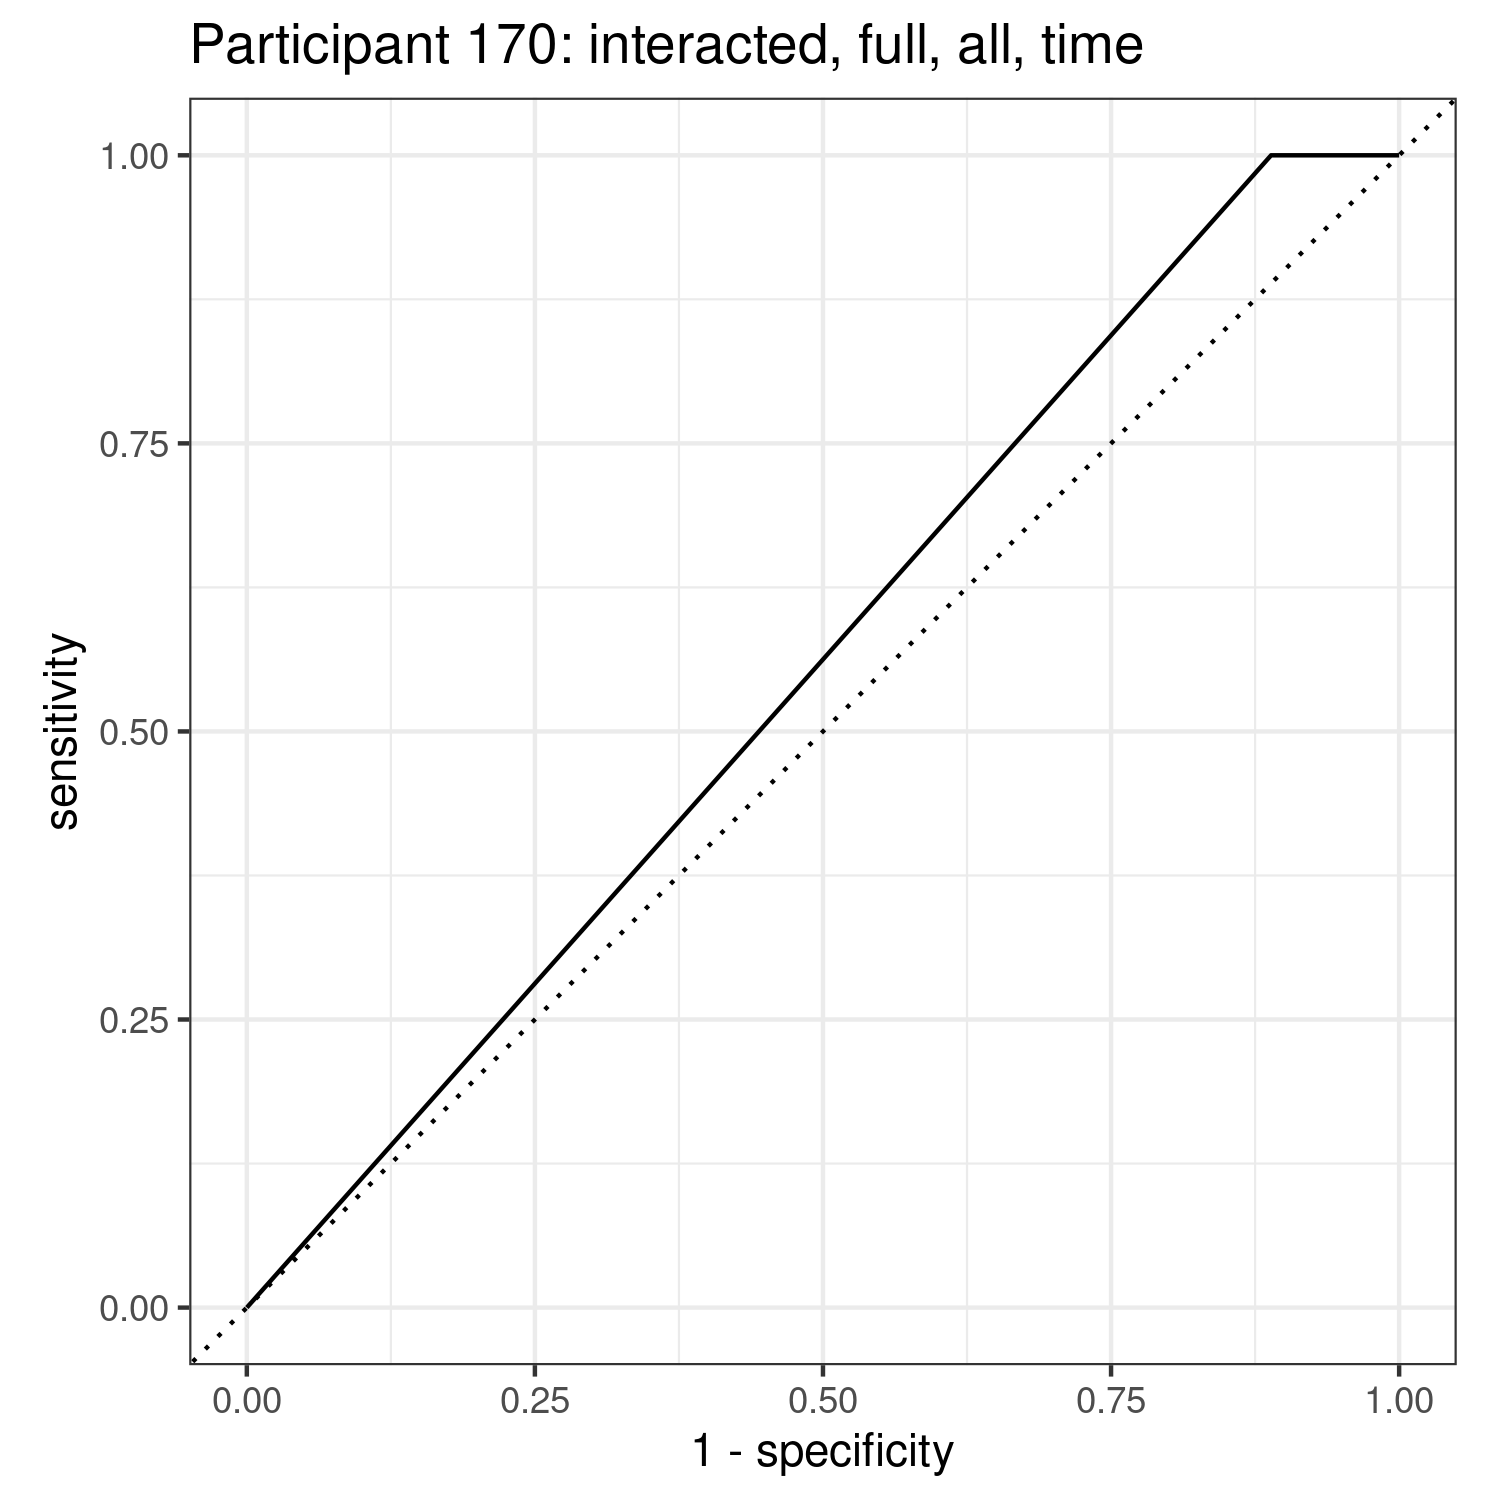 Participant 170: interacted, full, all, time
1.00
0.75
0.50
0.25
0.00
sensitivity
0.00 0.25 0.50 0.75 1.00
1 - specificity